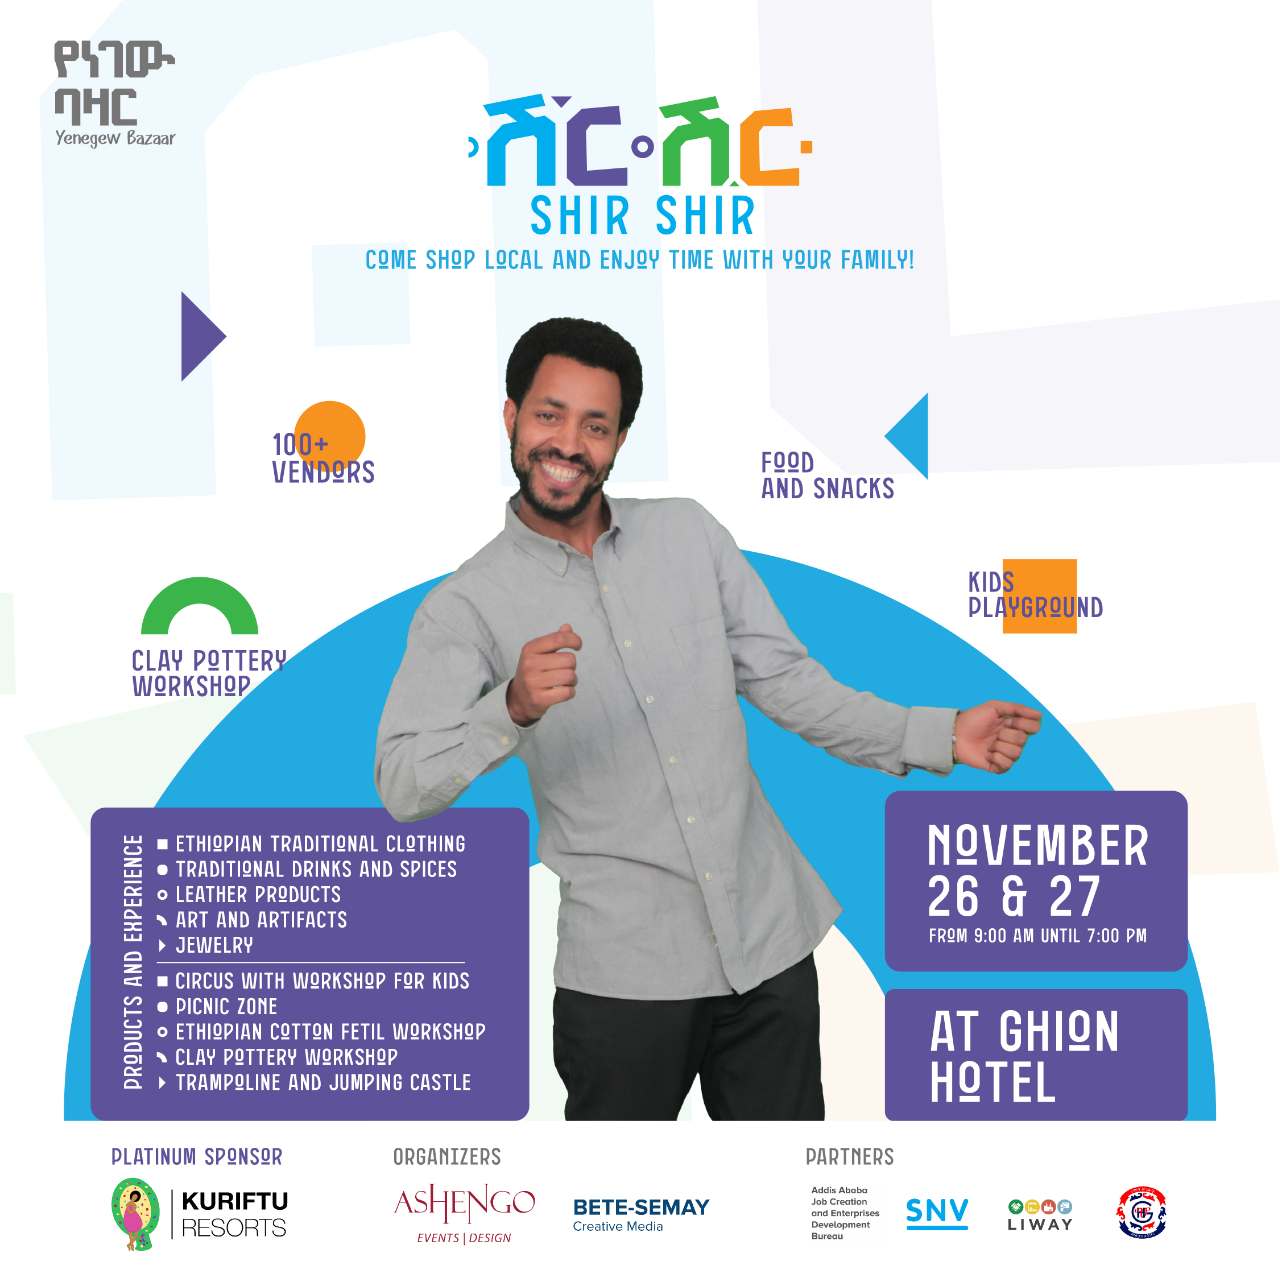 የነገው
ባዛር
Yenegew Bazaar
ሽር ሽር
SHIR SHIR
COME SHOP LOCAL AND ENJOY TIME WITH YOUR FAMILY!
100+
VENDORS
FOOD
AND SNACKS
KIDS
PLAYGROUND
CLAY POTTERY
WORKSHOP
PRODUCTS AND EXPERIENCE
ETHIOPIAN TRADITIONAL CLOTHING
TRADITIONAL DRINKS AND SPICES
LEATHER PRODUCTS
ART AND ARTIFACTS
JEWELRY
CIRCUS WITH WORKSHOP FOR KIDS
PICNIC ZONE
ETHIOPIAN COTTON FETIL WORKSHOP
CLAY POTTERY WORKSHOP
TRAMPOLINE AND JUMPING CASTLE
NOVEMBER
26 & 27
FROM 9:00 AM UNTIL 7:00 PM
AT GHION
HOTEL
PLATINUM SPONSOR
KURIFTU
RESORTS
ORGANIZERS
ASHENGO
EVENTS | DESIGN
BETE-SEMAY
Creative Media
PARTNERS
Addis Ababa
Job Creation
and Enterprises
Development
Bureau
SNV
LIWAY